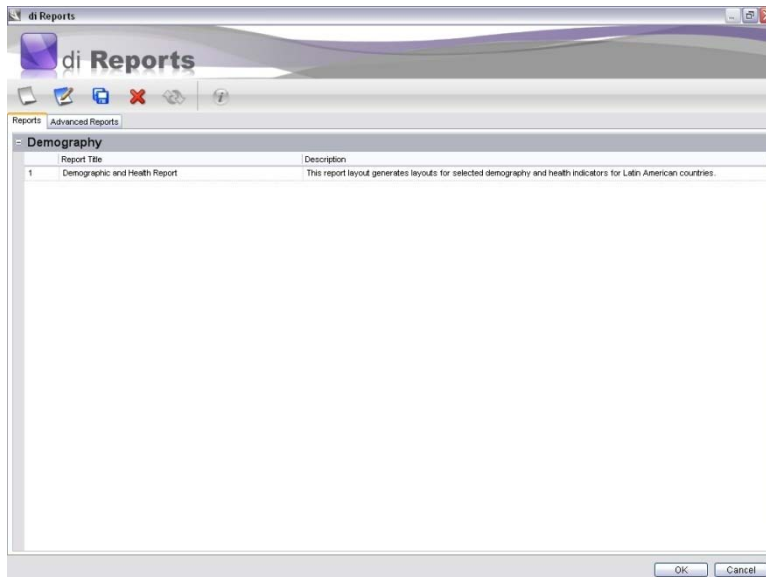 di Reports
di Reports
Reports Advanced Reports
Demography
Report Title Description
1 Demographic and Health Report This report layout generates layouts for selected demography and health indicators for Latin American countries.
OK Cancel